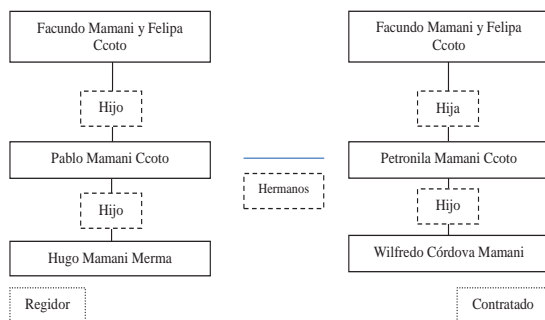 Facundo Mamani y Felipa
Ccoto
Hijo
Pablo Mamani Ccoto
Hijo
Hugo Mamani Merma
Regidor
Hermanos
Facundo Mamani y Felipa
Ccoto
Hija
Petronila Mamani Ccoto
Hijo
Wilfredo Córdova Mamani
Contratado